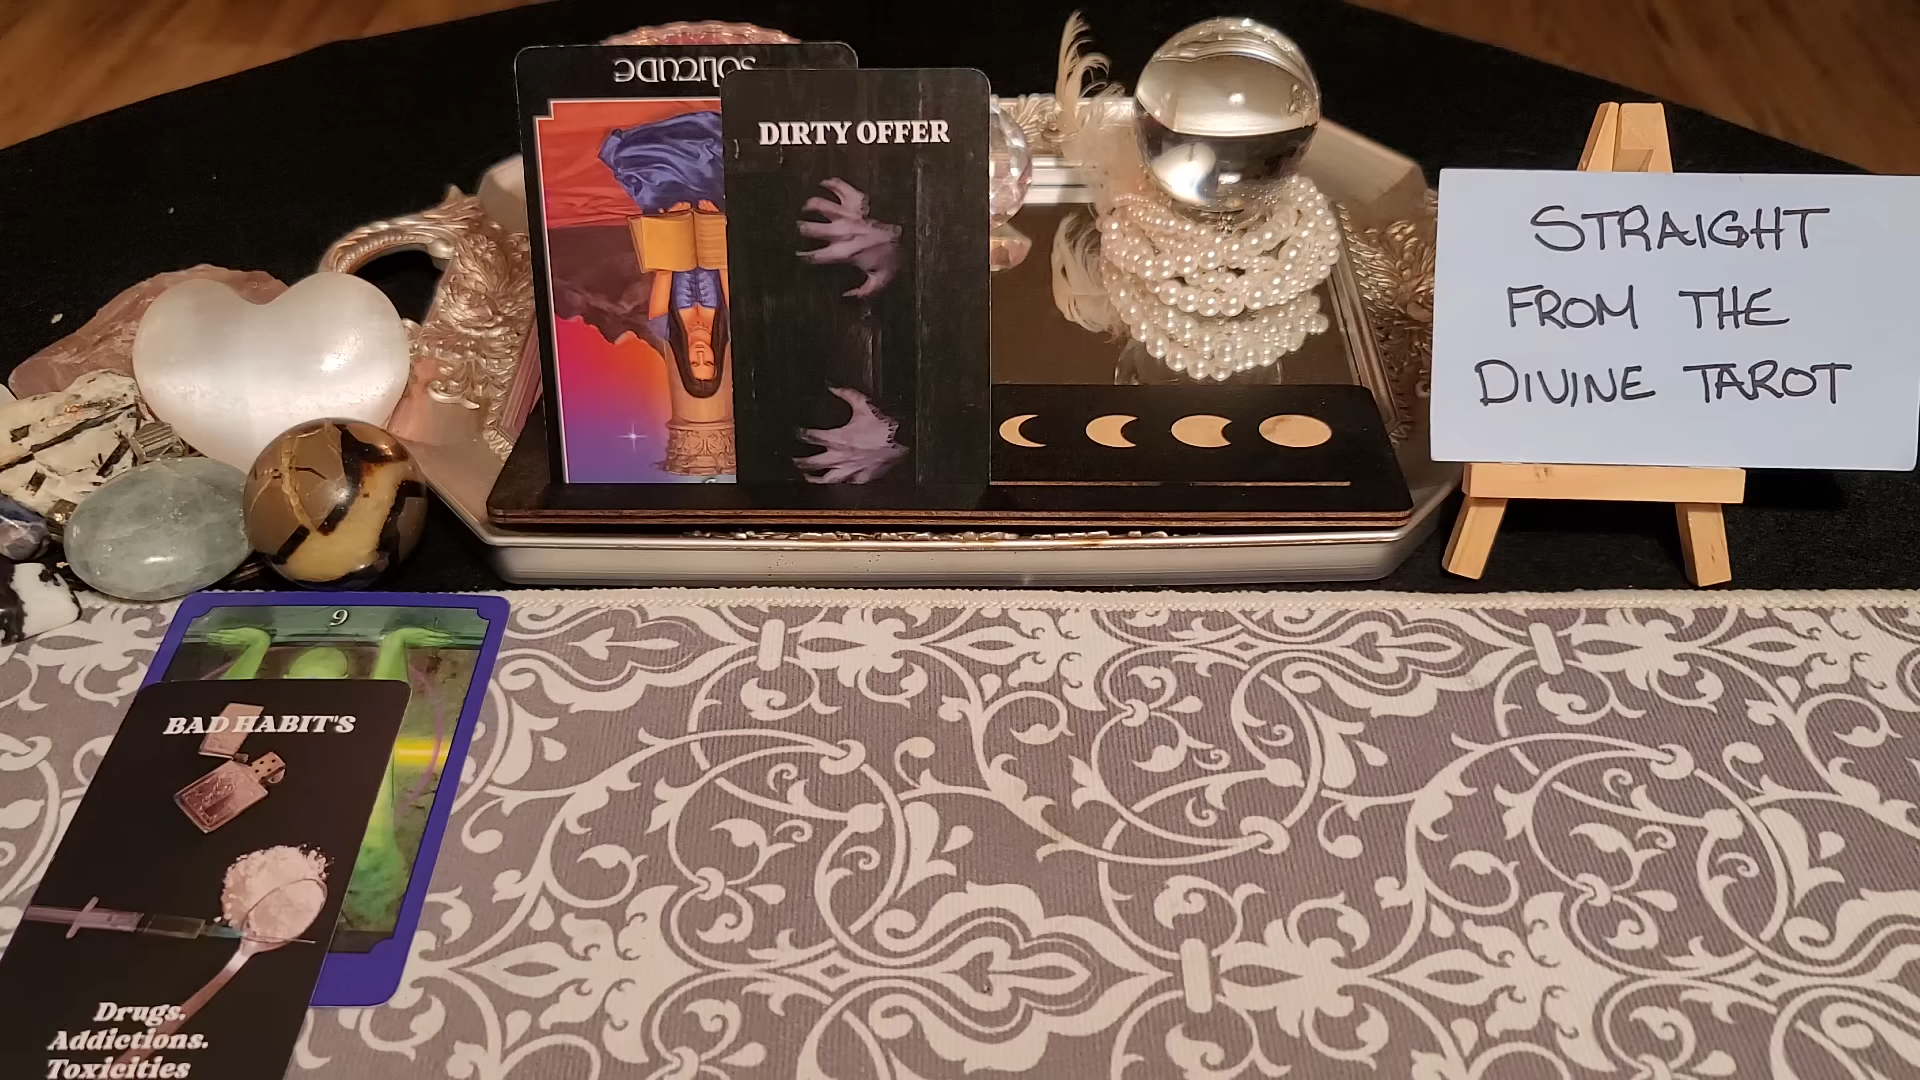 SOLITUDE
DIRTY OFFER
STRAIGHT
FROM THE
DIVINE TAROT
9
BAD HABIT'S
Drugs.
Addictions.
Toxicities